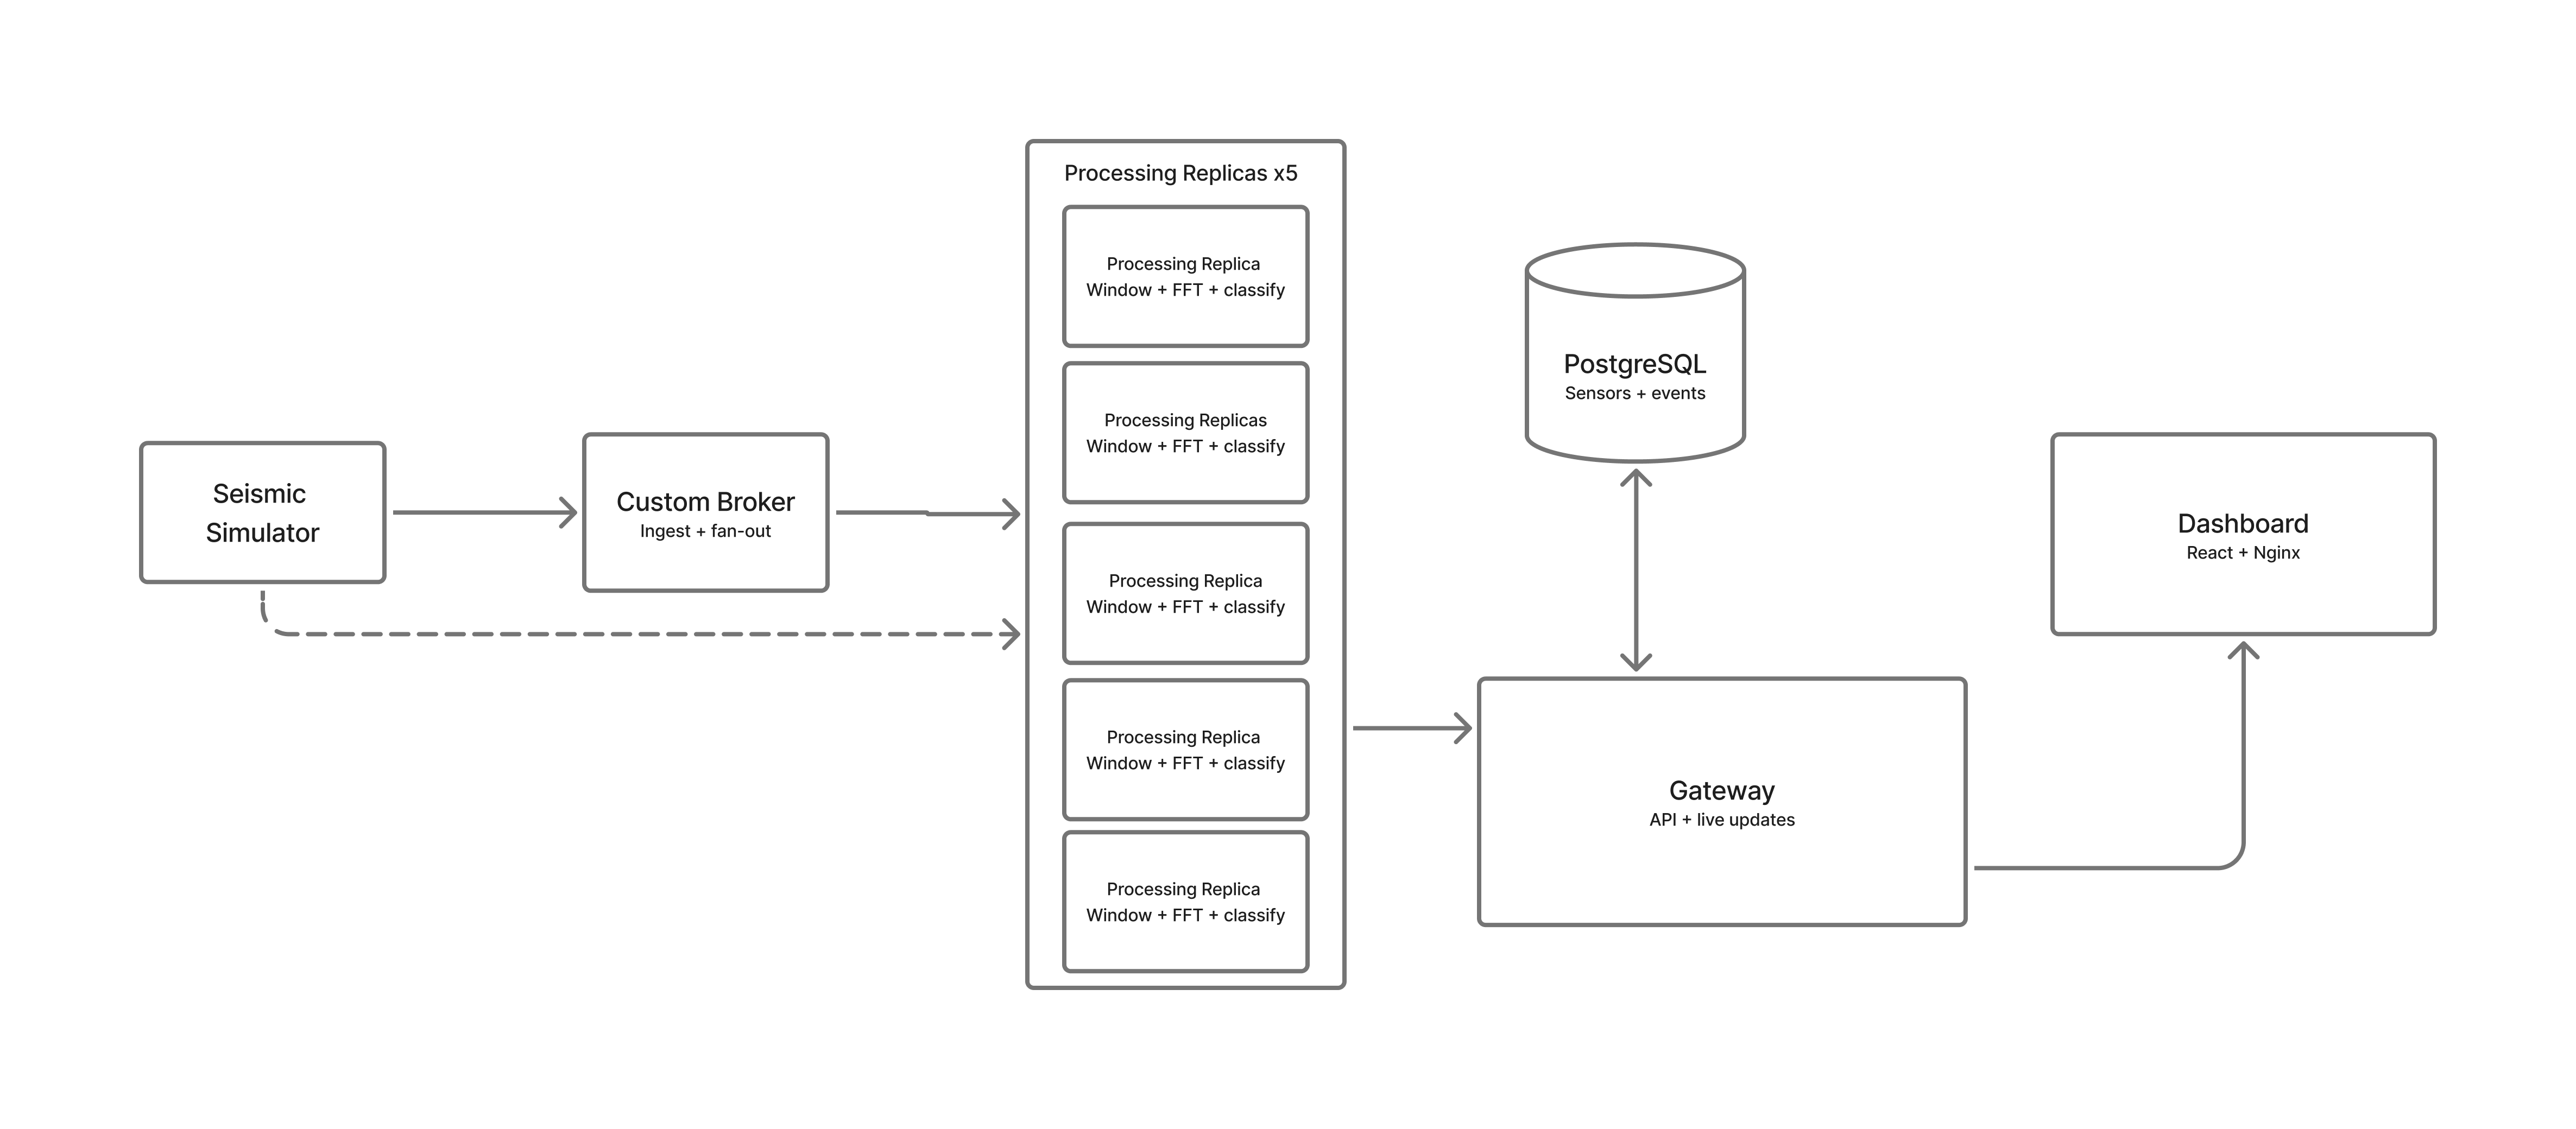 Seismic
Simulator
Custom Broker
Ingest + fan-out
Processing Replicas x5
Processing Replica
Window + FFT + classify
Processing Replicas
Window + FFT + classify
Processing Replica
Window + FFT + classify
Processing Replica
Window + FFT + classify
Processing Replica
Window + FFT + classify
PostgreSQL
Sensors + events
Gateway
API + live updates
Dashboard
React + Nginx